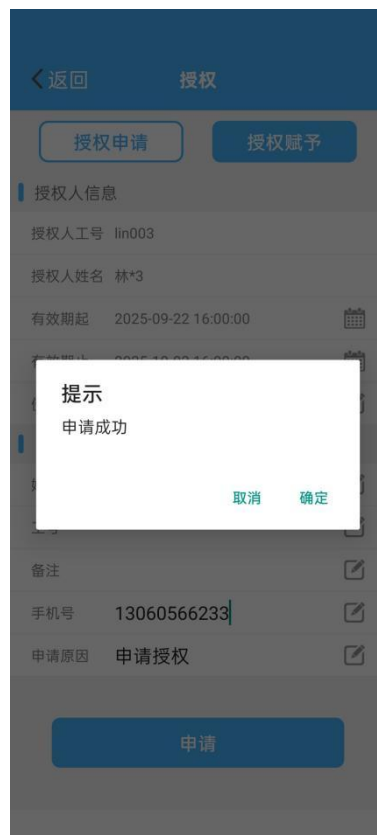 返回
授权
授权申请
授权赋予
授权人信息
授权人工号 lin003
授权人姓名 林*3
有效期起 2025-09-22 16:00:00
提示
申请成功
取消 确定
备注
手机号 13060566233
申请原因 申请授权
申请